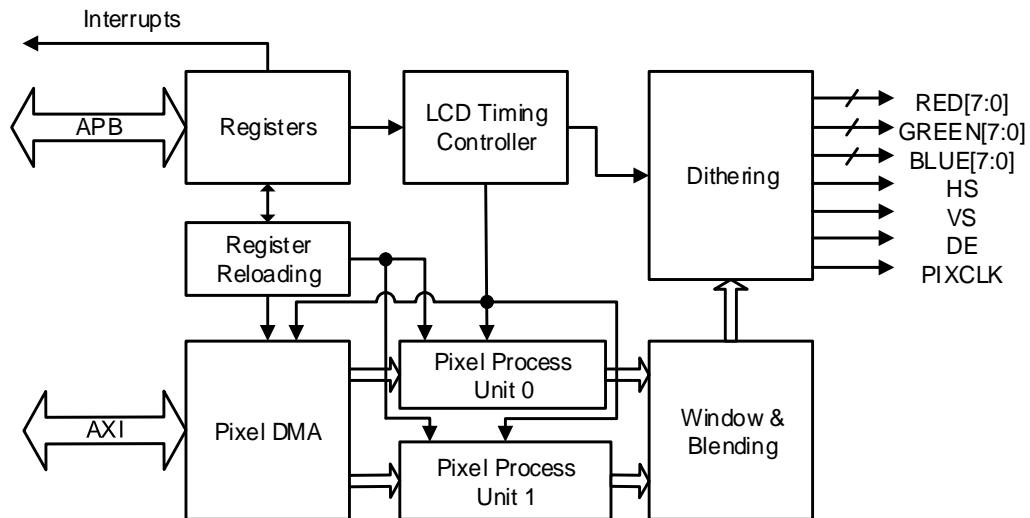 Interrupts
APB
Registers
LCD Timing
Controller
Dithering
RED[7:0]
GREEN[7:0]
BLUE[7:0]
HS
VS
DE
PIXCLK
Register
Reloading
AXI
Pixel DMA
Pixel Process
Unit 0
Pixel Process
Unit 1
Window &
Blending